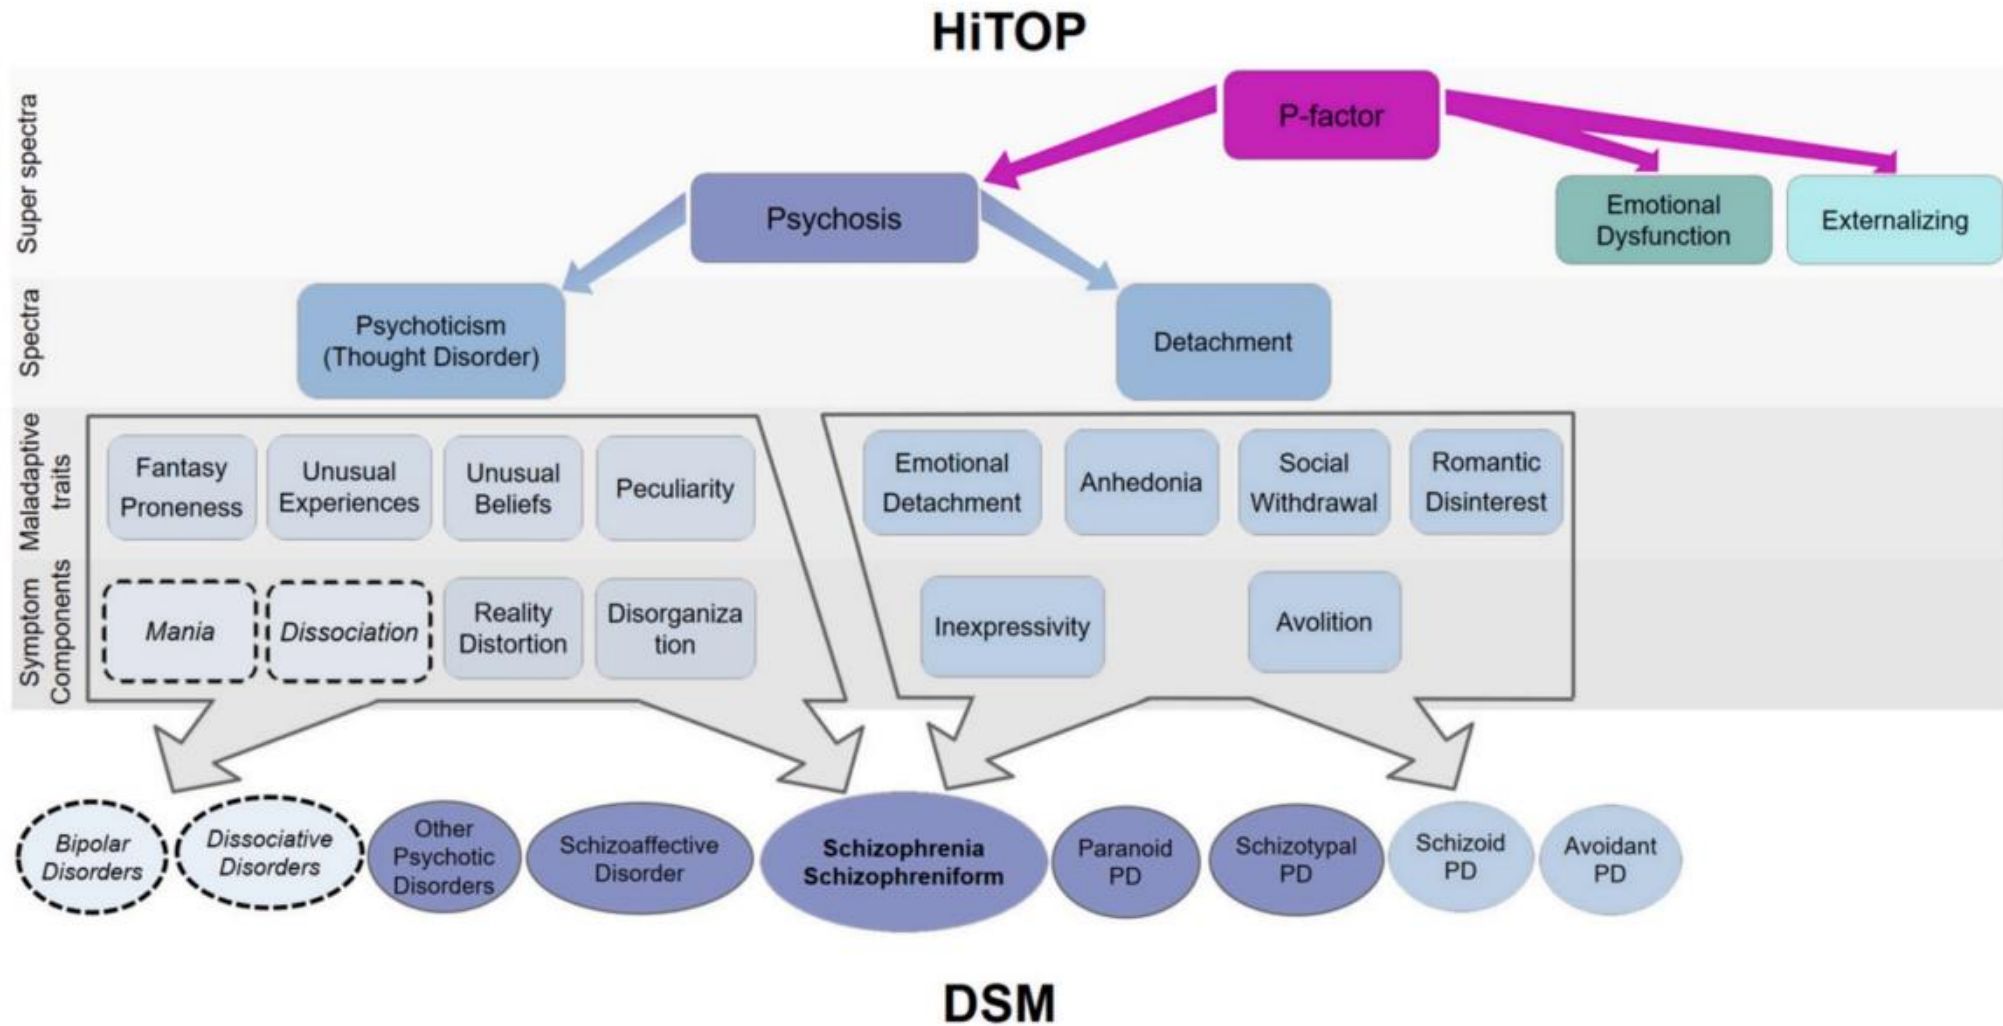 HiTOP
Super spectra
P-factor
Psychosis
Emotional
Dysfunction
Externalizing
Spectra
Psychoticism
(Thought Disorder)
Detachment
Maladaptive
traits
Fantasy
Proneness
Unusual
Experiences
Unusual
Beliefs
Peculiarity
Emotional
Detachment
Anhedonia
Social
Withdrawal
Romantic
Disinterest
Symptom
Components
Mania
Dissociation
Reality
Distortion
Disorganiza
tion
Inexpressivity
Avolition
Bipolar
Disorders
Dissociative
Disorders
Other
Psychotic
Disorders
Schizoaffective
Disorder
Schizophrenia
Schizophreniform
Paranoid
PD
Schizotypal
PD
Schizoid
PD
Avoidant
PD
DSM